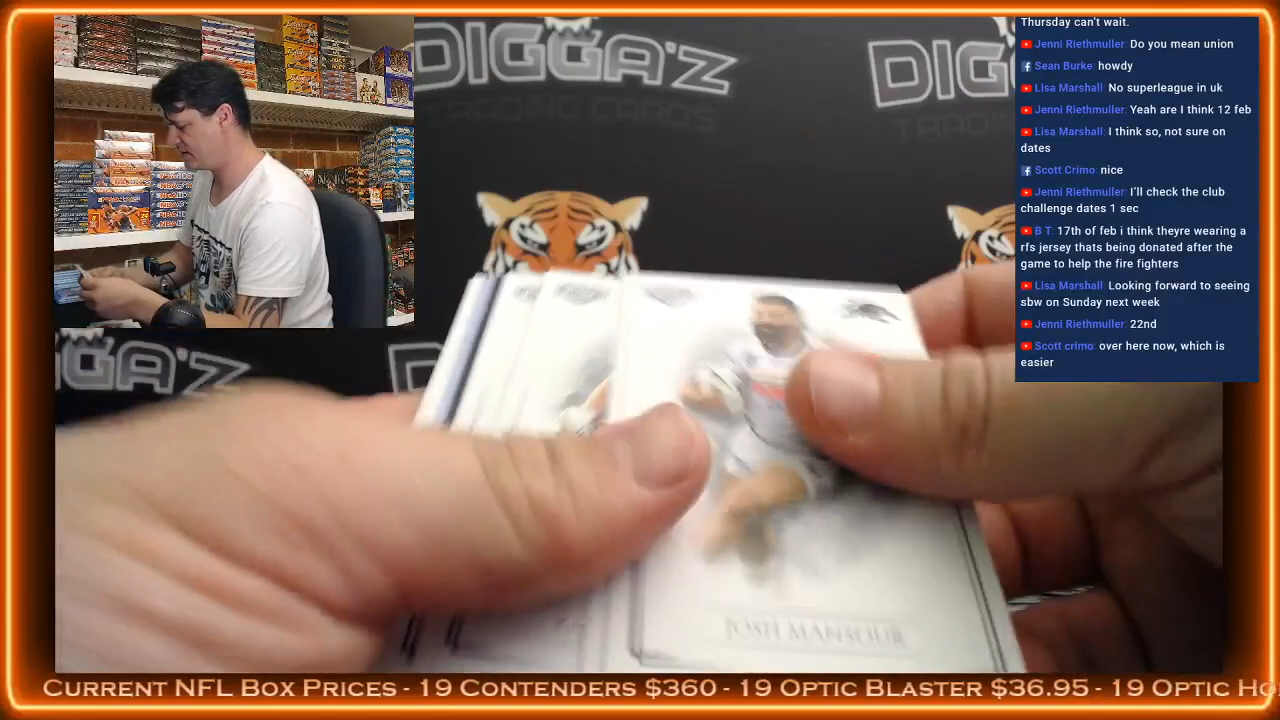 Thursday can't wait.
Jenni Riethmuller: Do you mean union
Sean Burke: howdy
Lisa Marshall: No superleague in uk
Jenni Riethmuller: Yeah are I think 12 feb
Lisa Marshall: I think so, not sure on
dates
Scott Crimo: nice
Jenni Riethmuller: I'll check the club
challenge dates 1 sec
B T: 17th of feb i think theyre wearing a
rfs jersey thats being donated after the
game to help the fire fighters
Lisa Marshall: Looking forward to seeing
sbw on Sunday next week
Jenni Riethmuller: 22nd
Scott crimo: over here now, which is
easier
DIGGA'Z
TRADING CARDS
DIG
GA'Z
DI
JOSH MANSOUR
CURRENT NFL BOX PRICES - 19 CONTENDERS $360 - 19 OPTIC BLASTER $36.95 - 19 OPTIC HO